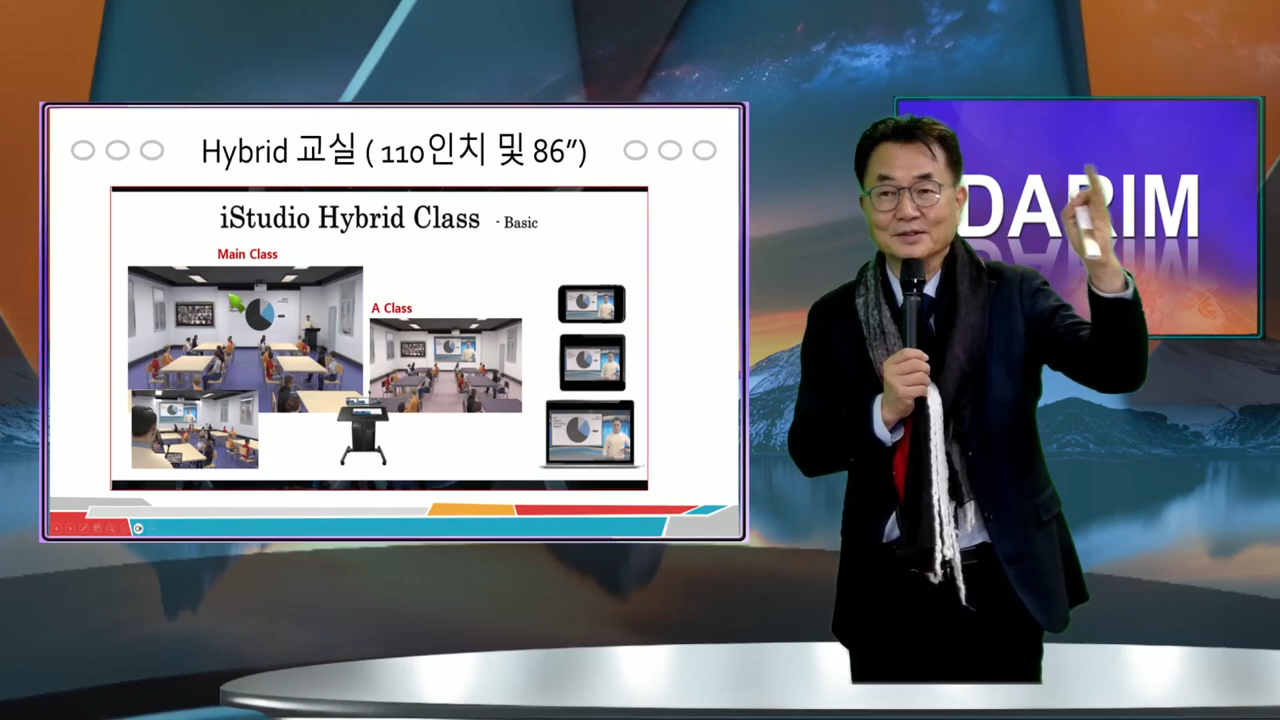 Hybrid 교실 ( 110인치 및 86”)
iStudio Hybrid Class - Basic
Main Class
A Class
DARIM